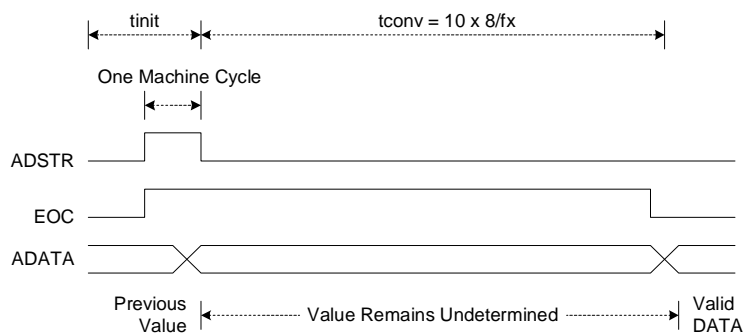 tinit
tconv = 10 x 8/fx
One Machine Cycle
ADSTR
EOC
ADATA
Previous
Value
Value Remains Undetermined
Valid
DATA